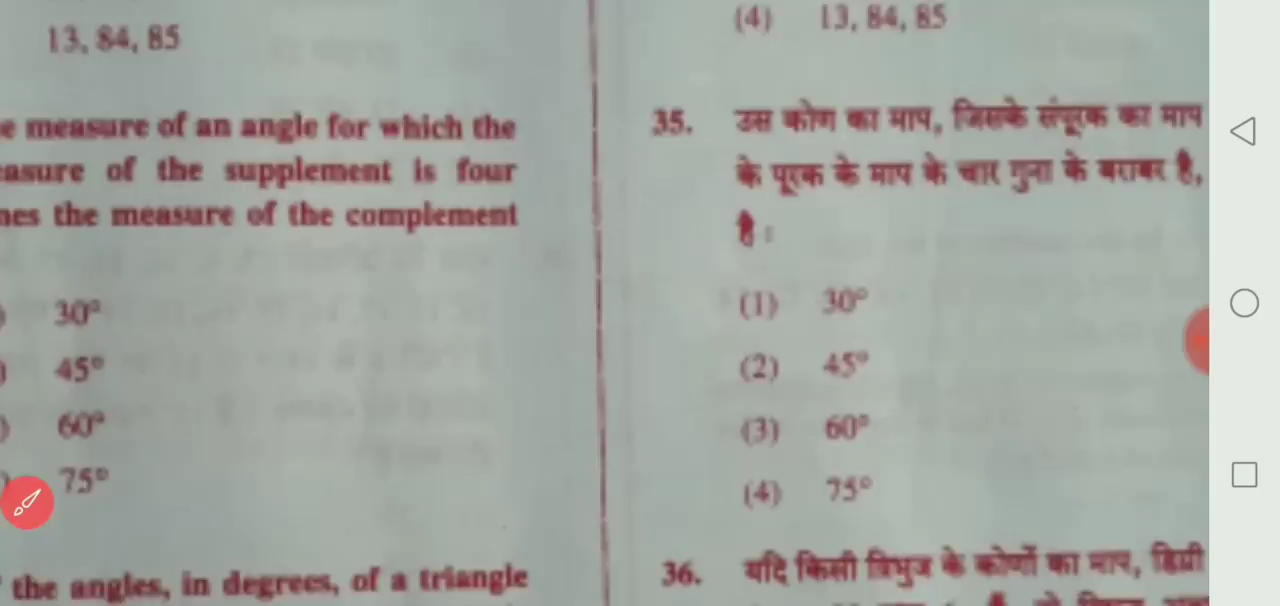 13, 84, 85
e measure of an angle for which the
easure of the supplement is four
nes the measure of the complement
30°
45°
60°
75°
the angles, in degrees, of a triangle
(4) 13, 84, 85
35. उस कोण का माप, जिसके संपूरक का माप
के पूरक के माप के चार गुना के बराबर है,
है :
(1) 30°
(2) 45°
(3) 60°
(4) 75°
36. यदि किसी त्रिभुज के कोणों का माप, डिग्री